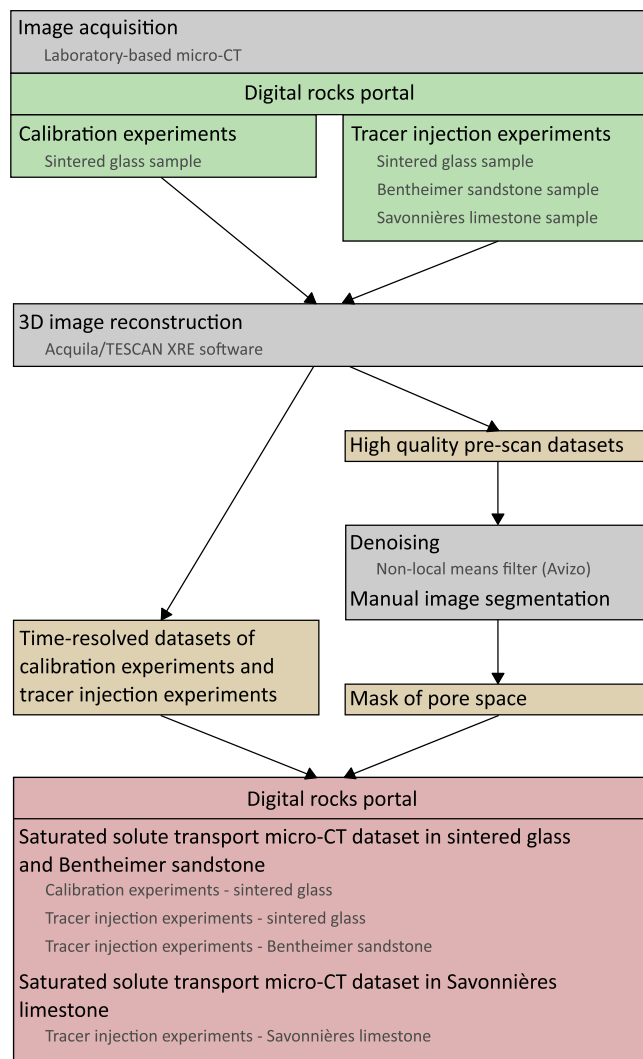 Image acquisition
Laboratory-based micro-CT
Digital rocks portal
Calibration experiments
Sintered glass sample
Tracer injection experiments
Sintered glass sample
Bentheimer sandstone sample
Savonnières limestone sample
3D image reconstruction
Acquila/TESCAN XRE software
High quality pre-scan datasets
Denoising
Non-local means filter (Avizo)
Manual image segmentation
Time-resolved datasets of
calibration experiments and
tracer injection experiments
Mask of pore space
Digital rocks portal
Saturated solute transport micro-CT dataset in sintered glass
and Bentheimer sandstone
Calibration experiments - sintered glass
Tracer injection experiments - sintered glass
Tracer injection experiments - Bentheimer sandstone
Saturated solute transport micro-CT dataset in Savonnières
limestone
Tracer injection experiments - Savonnières limestone